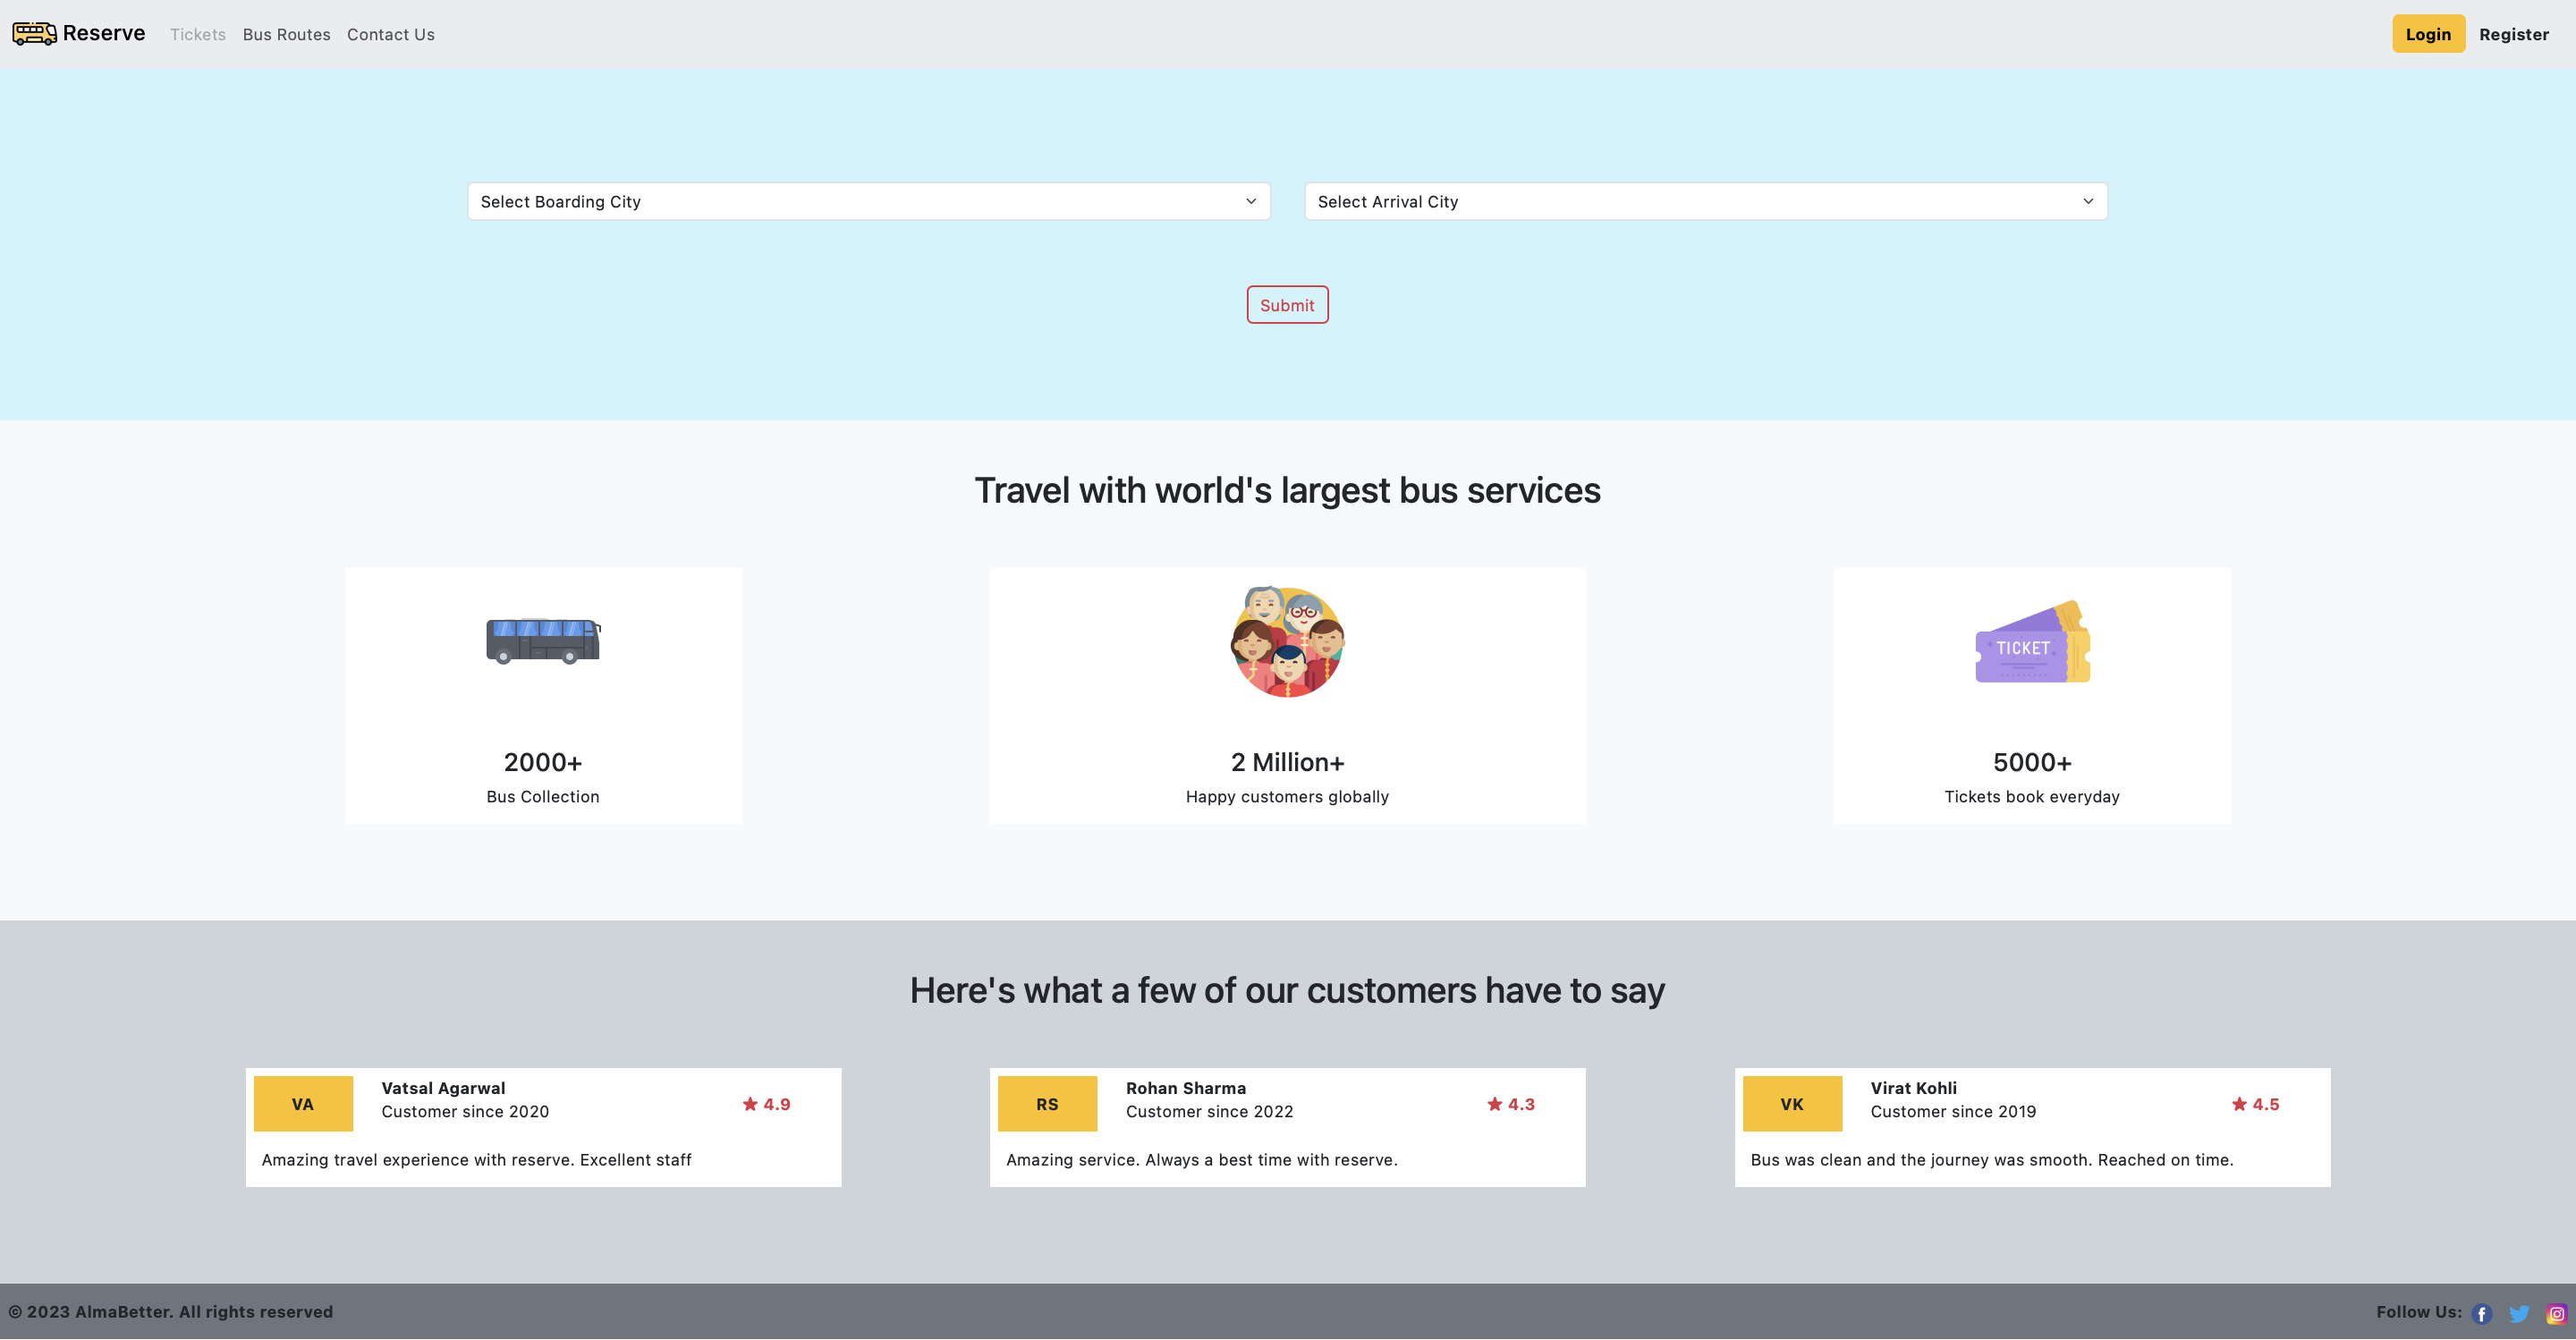 Reserve Tickets Bus Routes Contact Us Login Register
Select Boarding City Select Arrival City
Submit
Travel with world's largest bus services
TICKET
2000+ 2 Million+ 5000+
Bus Collection Happy customers globally Tickets book everyday
Here's what a few of our customers have to say
VA
Vatsal Agarwal
Customer since 2020
4.9
Amazing travel experience with reserve. Excellent staff
RS
Rohan Sharma
Customer since 2022
4.3
Amazing service. Always a best time with reserve.
VK
Virat Kohli
Customer since 2019
4.5
Bus was clean and the journey was smooth. Reached on time.
© 2023 AlmaBetter. All rights reserved Follow Us: